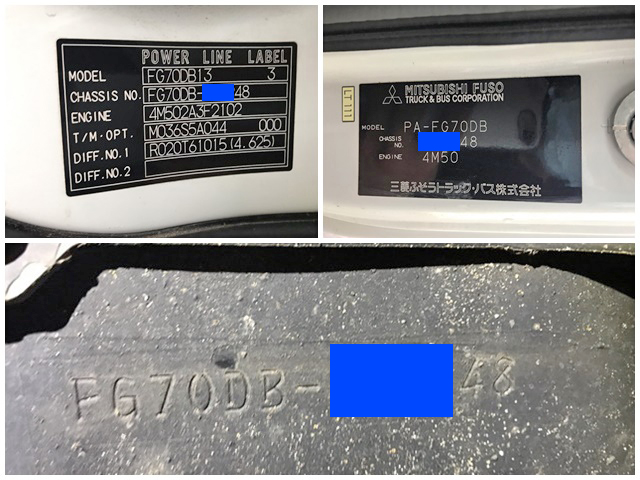 POWER LINE LABEL
MODEL FG70DB13 3
CHASSIS NO. FG70DB- 48
ENGINE 4M502A3F2102
T/M・OPT. M036S5A044 000
DIFF.NO.1 R020161015(4.625)
DIFF.NO.2
LT111
MITSUBISHI FUSO
TRUCK & BUS CORPORATION
MODEL PA-FG70DB
CHASSIS NO. 48
ENGINE 4M50
三菱ふそうトラック・バス株式会社
FG70DB- 48